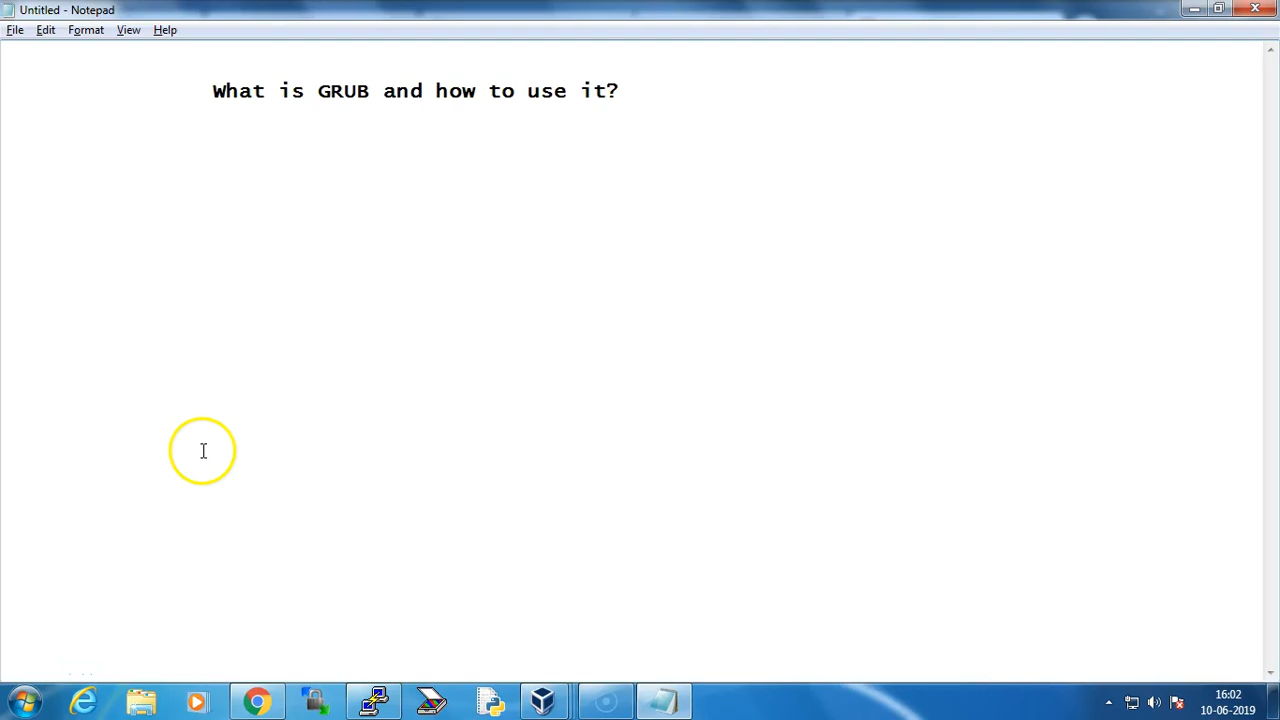 Untitled - Notepad
File Edit Format View Help
What is GRUB and how to use it?
16:02
10-06-2019